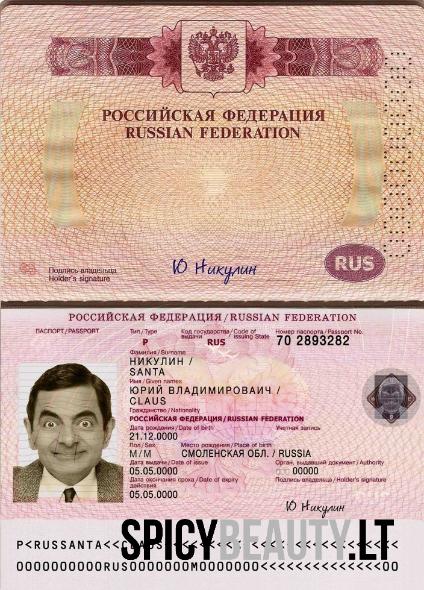 РОССИЙСКАЯ ФЕДЕРАЦИЯ
RUSSIAN FEDERATION
Подпись владельца
Holder's signature
Ю Никулин
RUS
РОССИЙСКАЯ ФЕДЕРАЦИЯ/RUSSIAN FEDERATION
ПАСПОРТ/PASSPORT
Тип/Type
Код государства/Code of
выдачи issuing State
Номер паспорта/Passport No.
P
RUS
70 2893282
Фамилия/Surname
НИКУЛИН /
SANTA
Имя/Given names
ЮРИЙ ВЛАДИМИРОВАИЧ /
CLAUS
Гражданство/Nationality
РОССИЙСКАЯ ФЕДЕРАЦИЯ/RUSSIAN FEDERATION
Дата рождения/Date of birth
Учетная запись
21.12.0000
Пол/Sex
Место рождения/Place of birth
M/M
СМОЛЕНСКАЯ ОБЛ. / RUSSIA
Дата выдачи/Date of issue
Орган, выдавший документ/Authority
05.05.0000
00000
Дата окончания срока/Date of expiry
действия
Подпись владельца/Holder's signature
05.05.0000
Ю Никулин
SPICYBEAUTY.LT
P<RUSSANTA<<